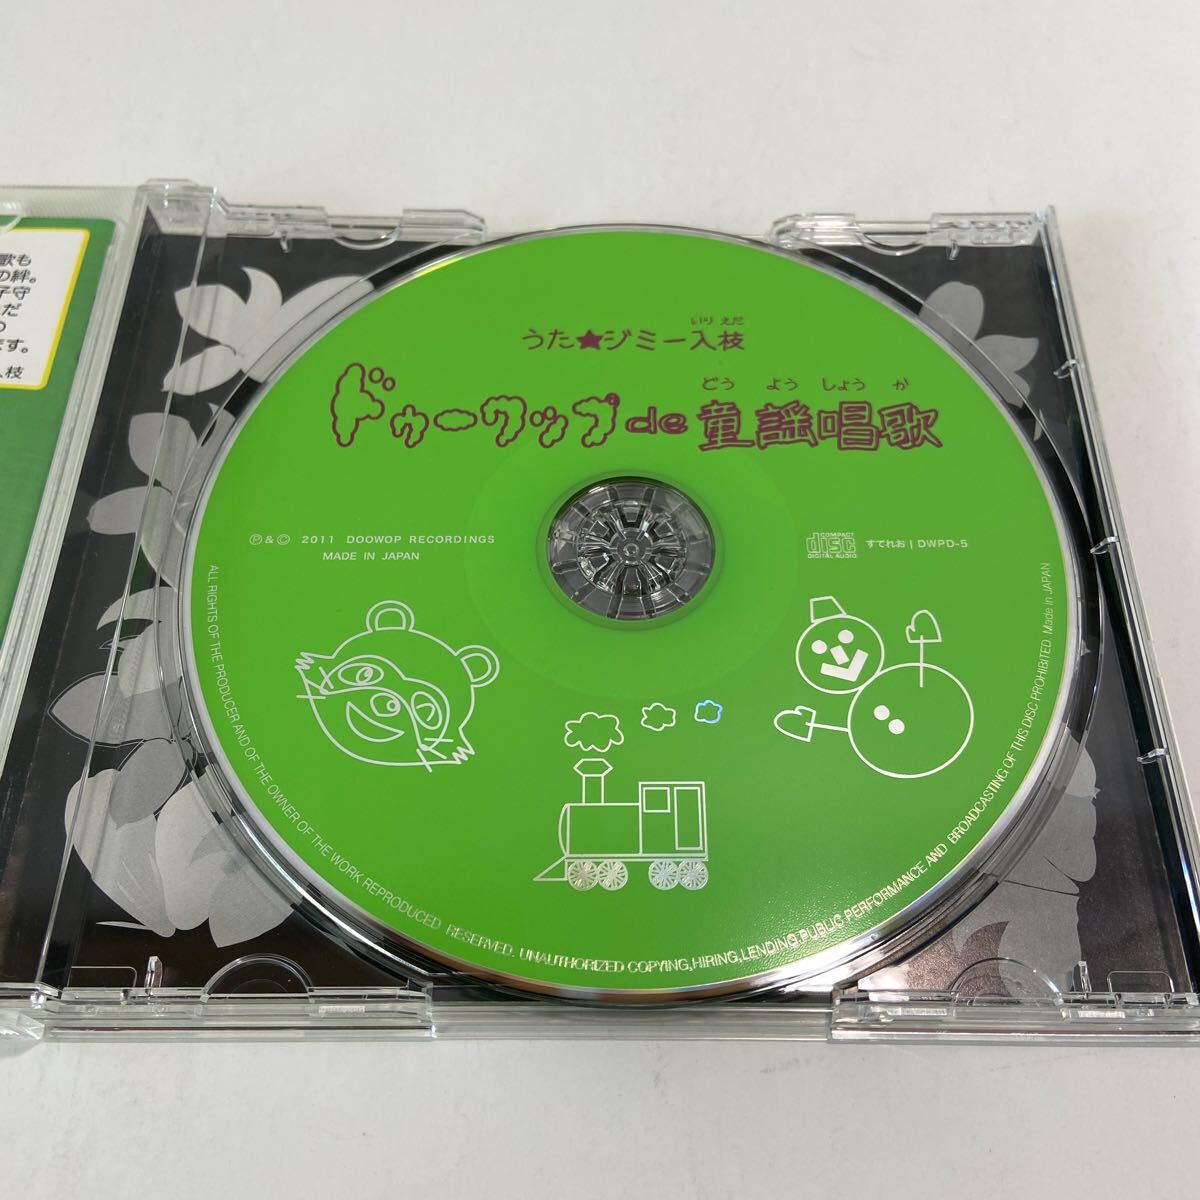 歌も
の絆。
子守
だ
の
ます。
入枝
いり えだ
うた★ジミー入枝
どう よう しょう か
ドゥーワップde童謡唱歌
Ⓟ&© 2011 DOOWOP RECORDINGS
MADE IN JAPAN
COMPACT
disc
DIGITAL AUDIO
すてれお | DWPD-5
ALL RIGHTS OF THE PRODUCER AND OF THE OWNER OF THE WORK REPRODUCED RESERVED. UNAUTHORIZED COPYING,HIRING,LENDING,PUBLIC PERFORMANCE AND BROADCASTING OF THIS DISC PROHIBITED Made in JAPAN